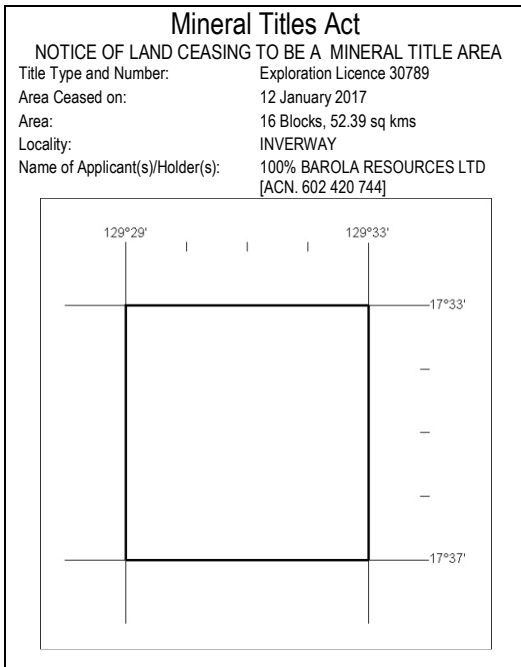 Mineral Titles Act
NOTICE OF LAND CEASING TO BE A MINERAL TITLE AREA
Title Type and Number: Exploration Licence 30789
Area Ceased on: 12 January 2017
Area: 16 Blocks, 52.39 sq kms
Locality: INVERWAY
Name of Applicant(s)/Holder(s): 100% BAROLA RESOURCES LTD
[ACN. 602 420 744]
129°29' 129°33'
17°33'
17°37'